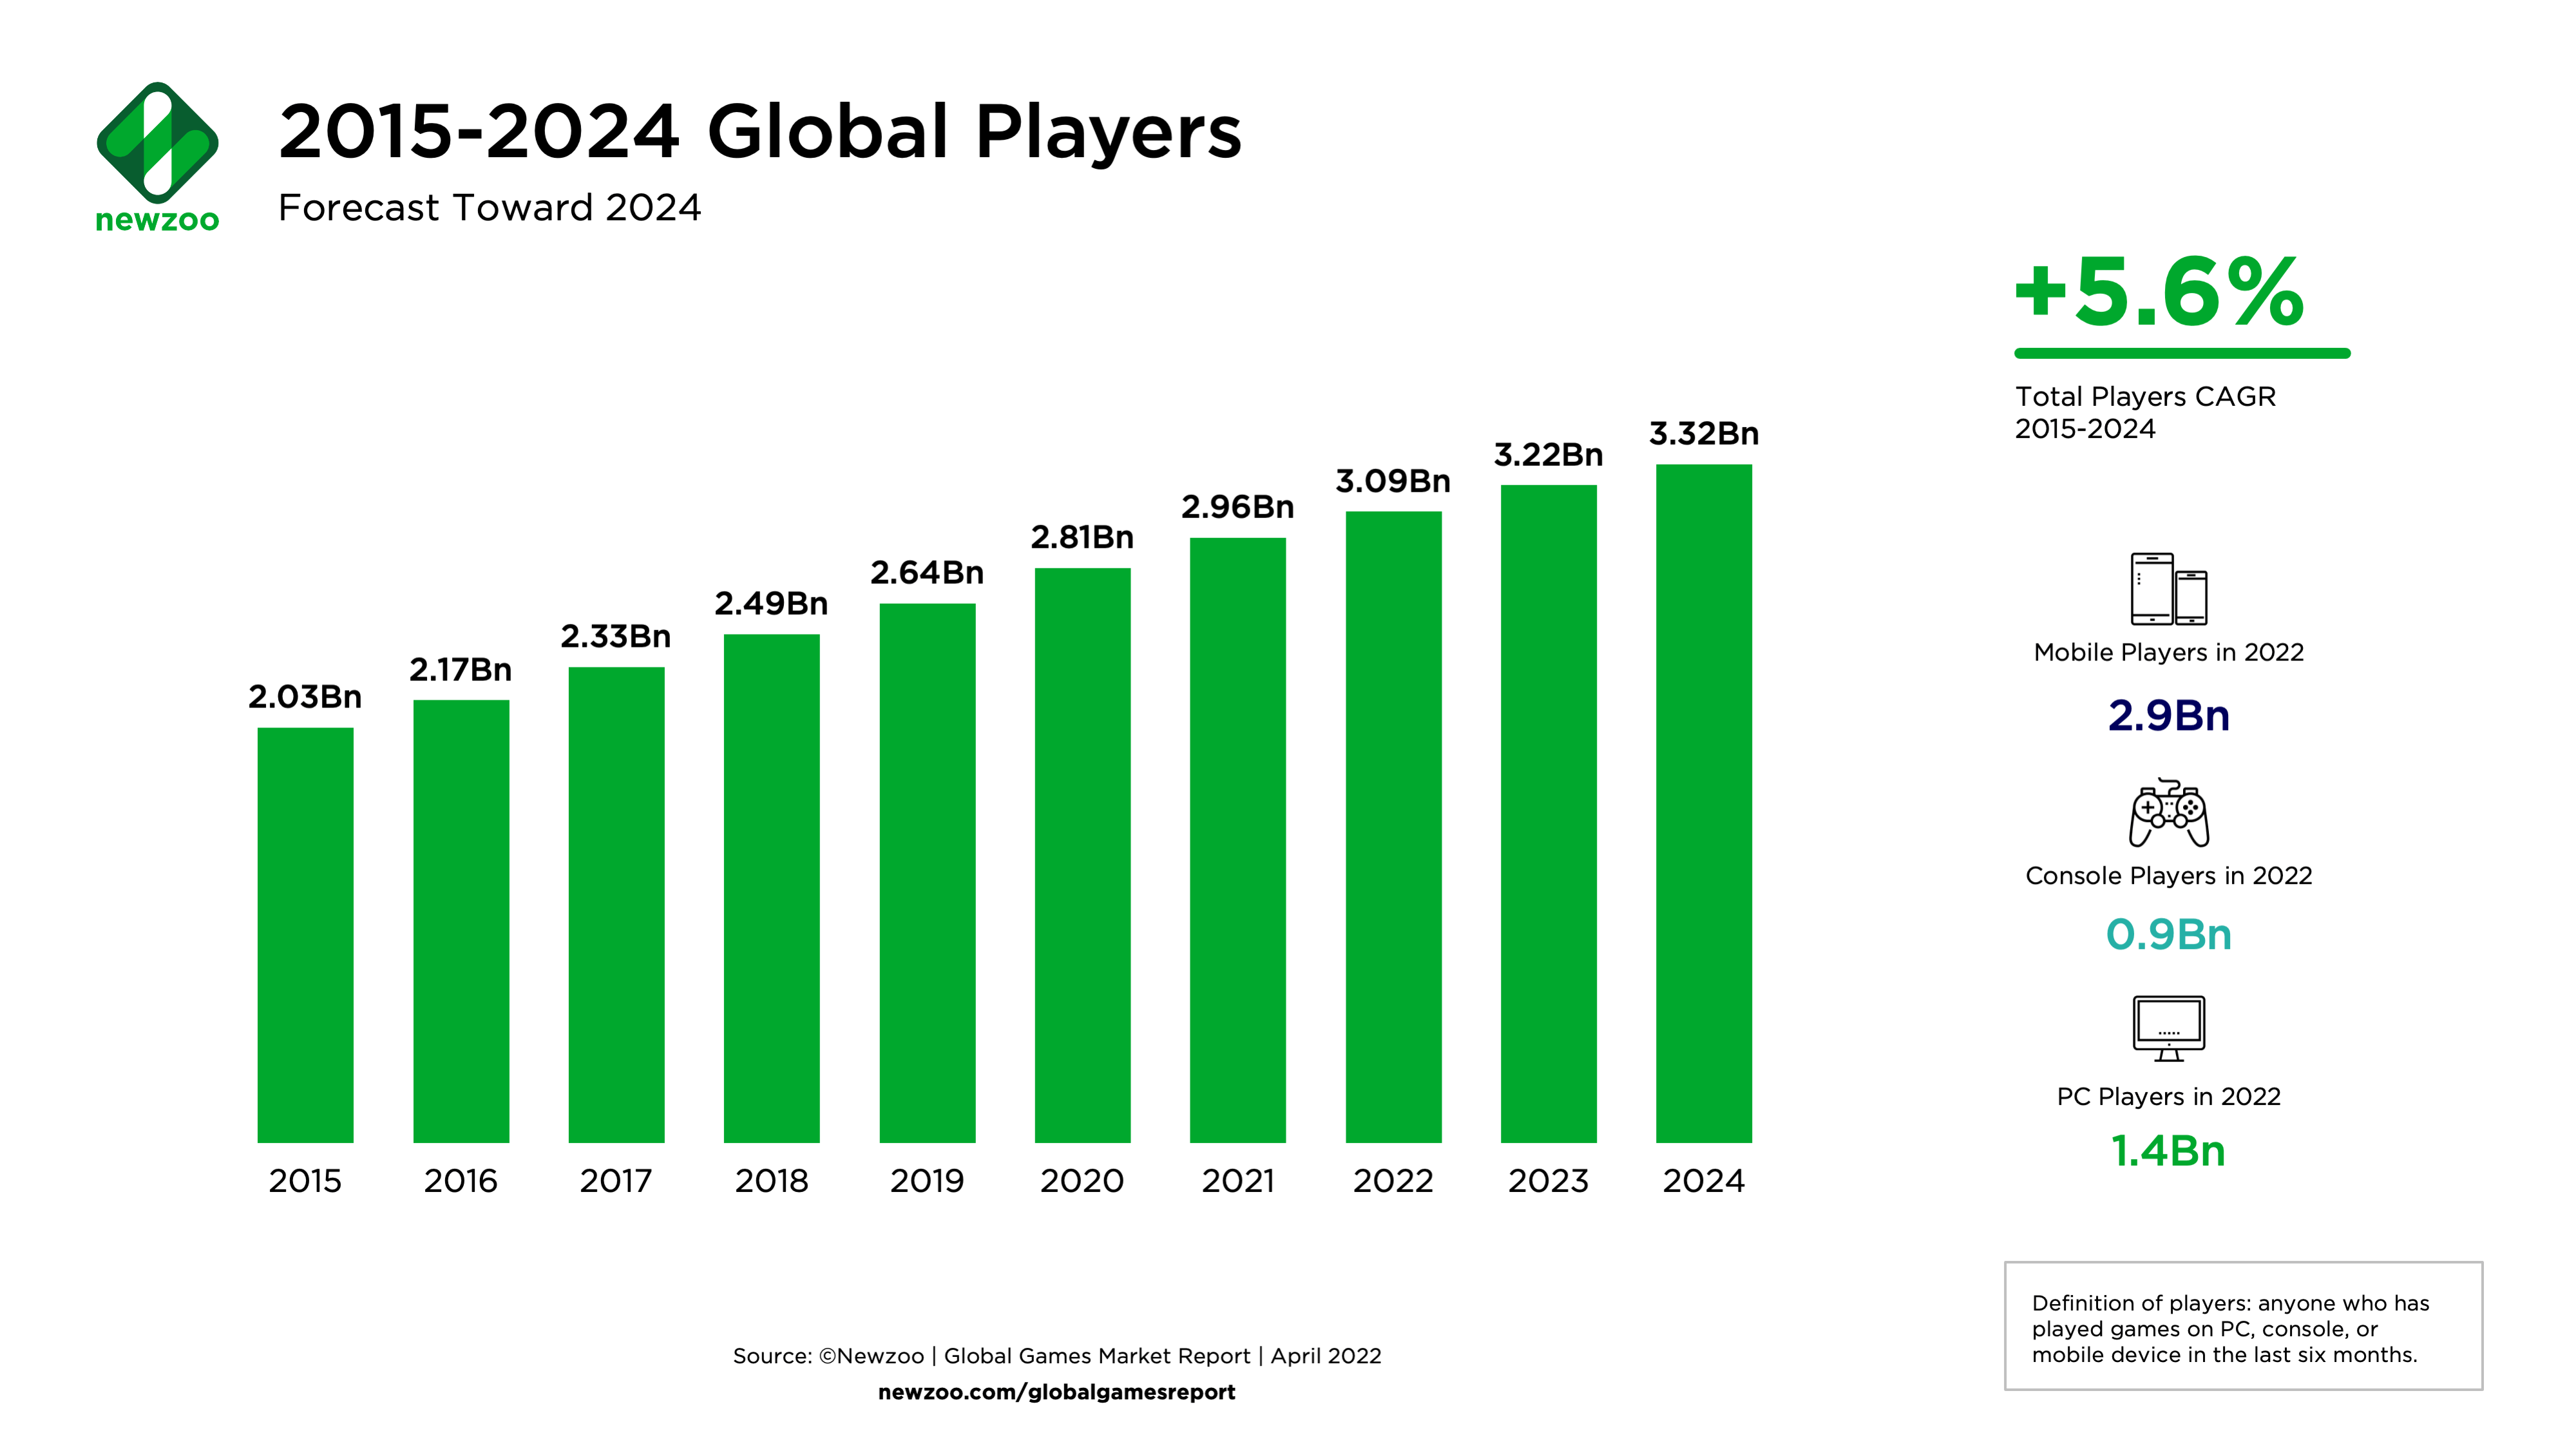 newzoo
2015-2024 Global Players
Forecast Toward 2024
+5.6%
Total Players CAGR
2015-2024
2.03Bn
2.17Bn
2.33Bn
2.49Bn
2.64Bn
2.81Bn
2.96Bn
3.09Bn
3.22Bn
3.32Bn
2015
2016
2017
2018
2019
2020
2021
2022
2023
2024
Mobile Players in 2022
2.9Bn
Console Players in 2022
0.9Bn
PC Players in 2022
1.4Bn
Definition of players: anyone who has
played games on PC, console, or
mobile device in the last six months.
Source: ©Newzoo | Global Games Market Report | April 2022
newzoo.com/globalgamesreport